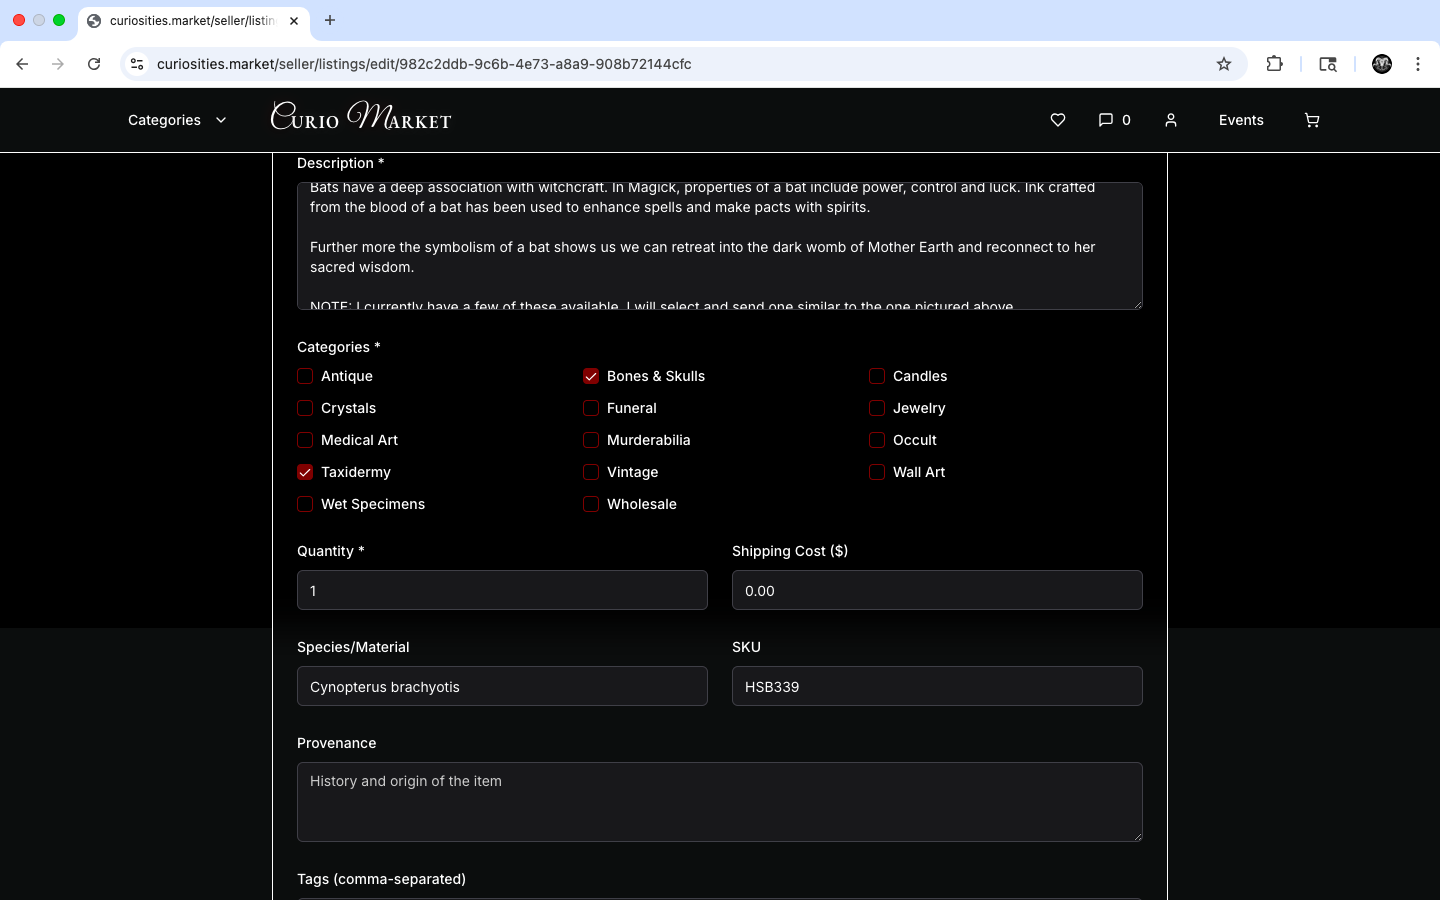 curiosities.market/seller/listin
curiosities.market/seller/listings/edit/982c2ddb-9c6b-4e73-a8a9-908b72144cfc
Categories
Curio Market
0
Events
Description *
Bats have a deep association with witchcraft. In Magick, properties of a bat include power, control and luck. Ink crafted
from the blood of a bat has been used to enhance spells and make pacts with spirits.
Further more the symbolism of a bat shows us we can retreat into the dark womb of Mother Earth and reconnect to her
sacred wisdom.
NOTE: I currently have a few of these available. I will select and send one similar to the one pictured above.
Categories *
Antique
Bones & Skulls
Candles
Crystals
Funeral
Jewelry
Medical Art
Murderabilia
Occult
Taxidermy
Vintage
Wall Art
Wet Specimens
Wholesale
Quantity *
Shipping Cost ($)
1
0.00
Species/Material
SKU
Cynopterus brachyotis
HSB339
Provenance
History and origin of the item
Tags (comma-separated)